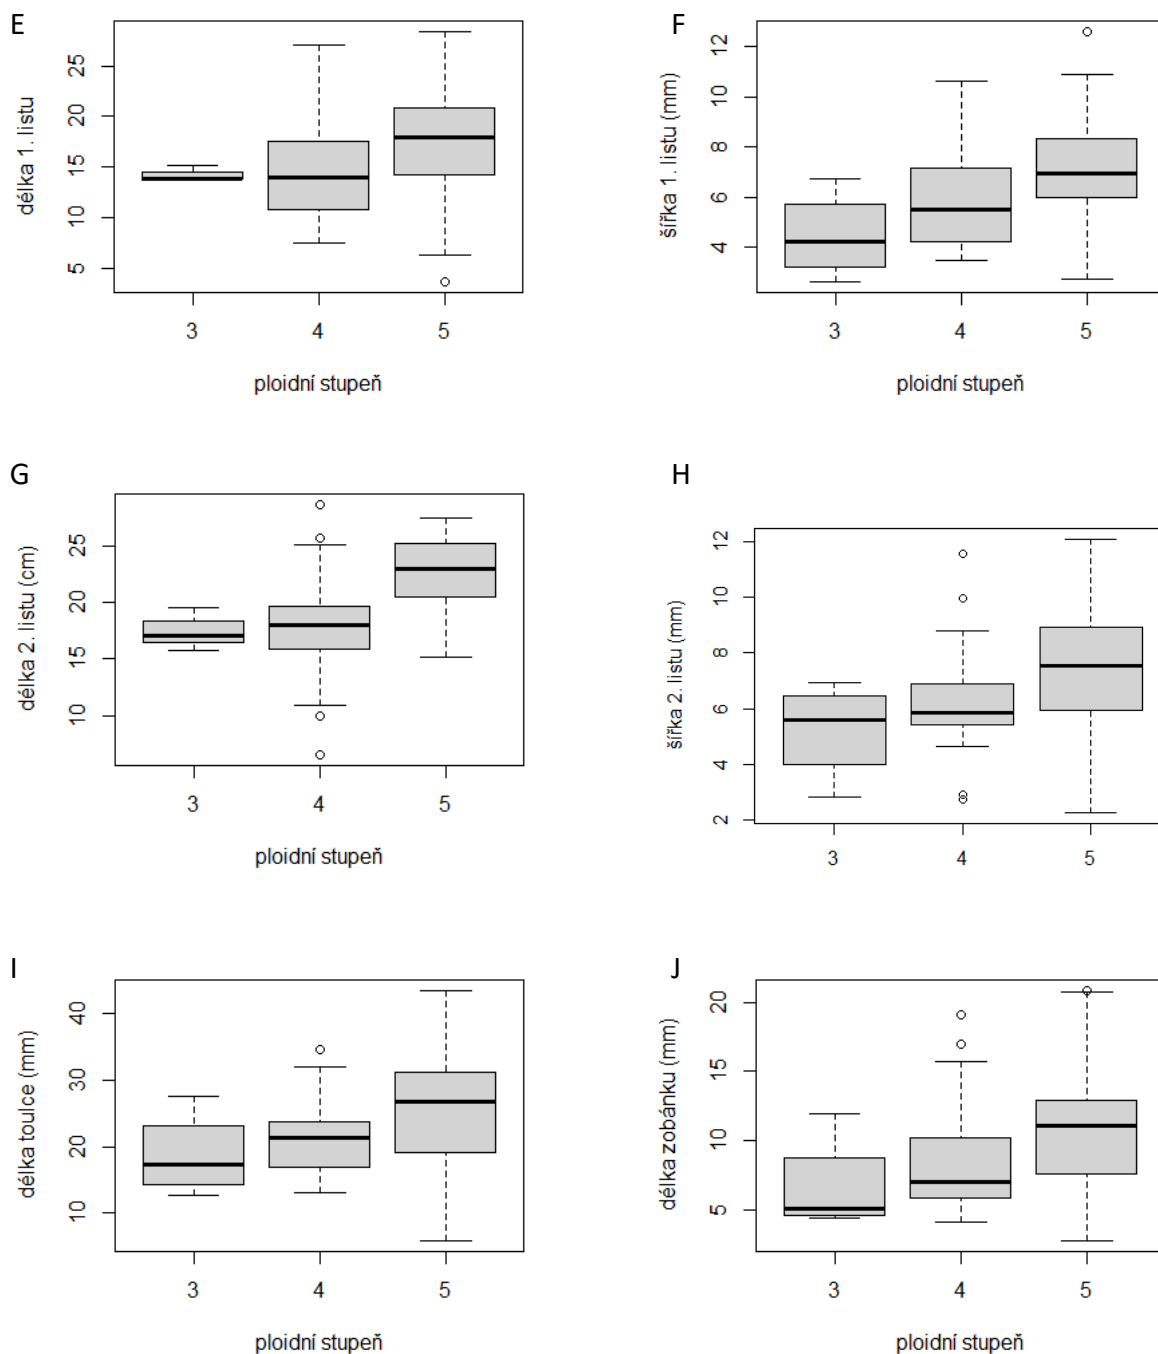 E
délka 1. listu
25
20
15
10
5
3 4 5
ploidní stupeň
F
šířka 1. listu (mm)
12
10
8
6
4
3 4 5
ploidní stupeň
G
délka 2. listu (cm)
25
20
15
10
3 4 5
ploidní stupeň
H
šířka 2. listu (mm)
12
10
8
6
4
2
3 4 5
I
délka toulce (mm)
40
30
20
10
3 4 5
ploidní stupeň
J
délka zobánku (mm)
20
15
10
5
3 4 5
ploidní stupeň